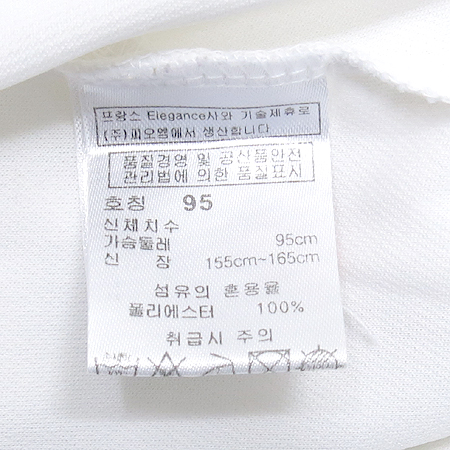 프랑스 Elegance사와 기술제휴로
(주)피오엠에서 생산합니다
품질경영 및 공산품안전
관리법에 의한 품질표시
호칭 95
신체치수
가슴둘레 95cm
신 장 155cm~165cm
섬유의 혼용률
폴리에스터 100%
취급시 주의